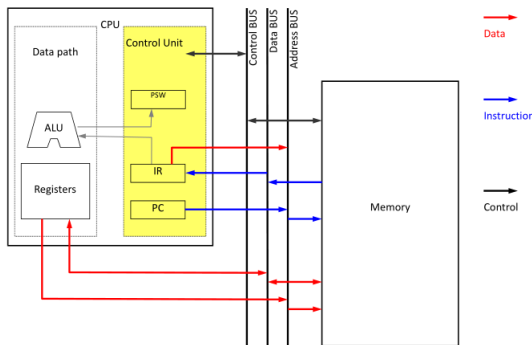 CPU
Data path
Control Unit
PSW
ALU
IR
Registers
PC
Control BUS
Data BUS
Address BUS
Memory
Data
Instruction
Control